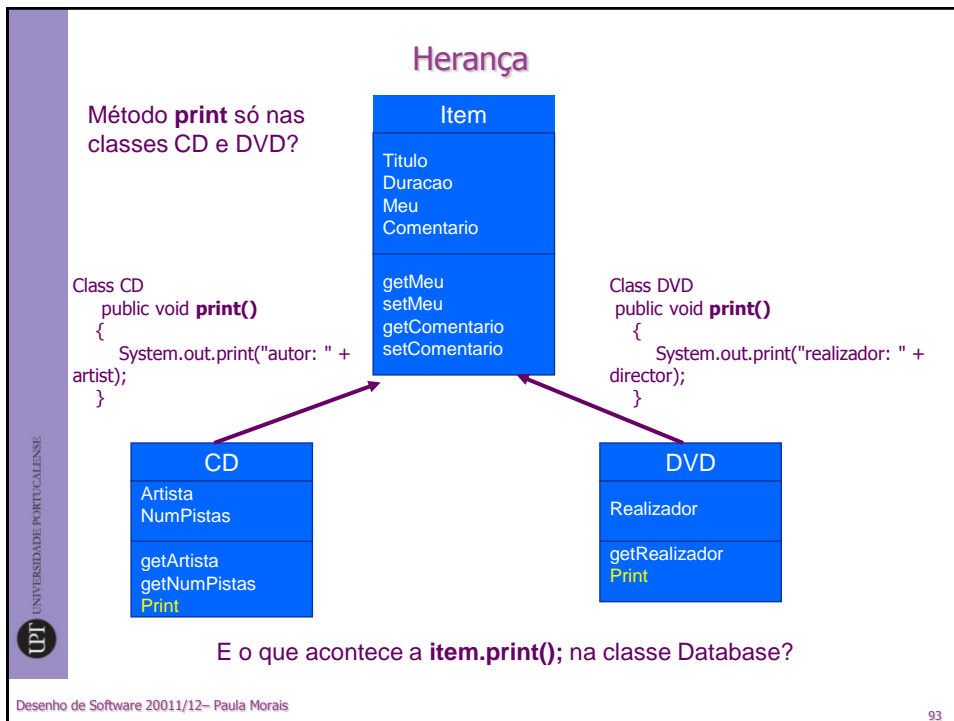 Herança
Método print só nas
classes CD e DVD?
Item
Titulo
Duracao
Meu
Comentario
getMeu
setMeu
getComentario
setComentario
Class CD
public void print()
{
System.out.print("autor: " +
artist);
}
Class DVD
public void print()
{
System.out.print("realizador: " +
director);
}
CD
Artista
NumPistas
getArtista
getNumPistas
Print
DVD
Realizador
getRealizador
Print
E o que acontece a item.print(); na classe Database?
UPT UNIVERSIDADE PORTUCALENSE
Desenho de Software 20011/12– Paula Morais
93